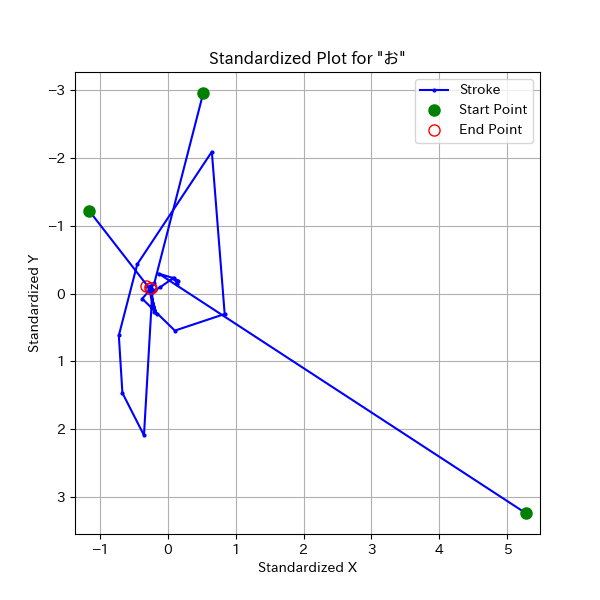 Standardized Plot for "お"
Stroke
Start Point
End Point
Standardized Y
−3
−2
−1
0
1
2
3
−1 0 1 2 3 4 5
Standardized X